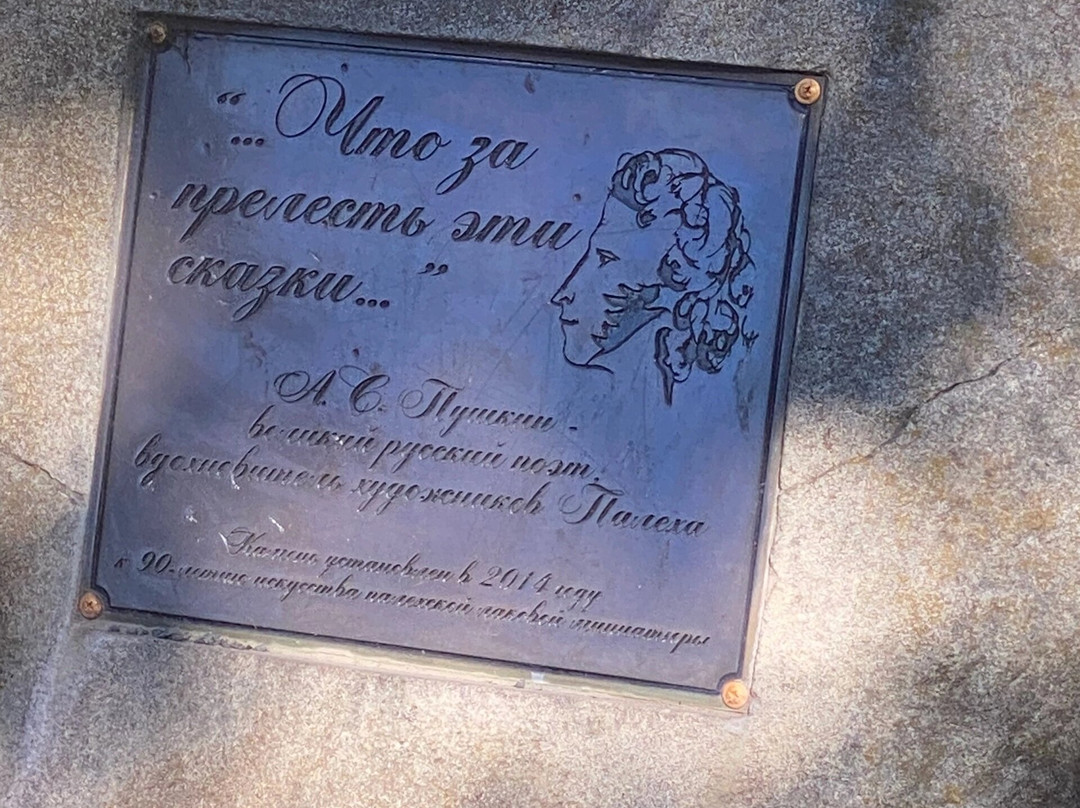 “...Что за
прелесть эти
сказки...”
А. С. Пушкин -
великий русский поэт,
вдохновитель художников Палеха
Камень установлен в 2014 году
к 90-летию искусства палехской лаковой миниатюры